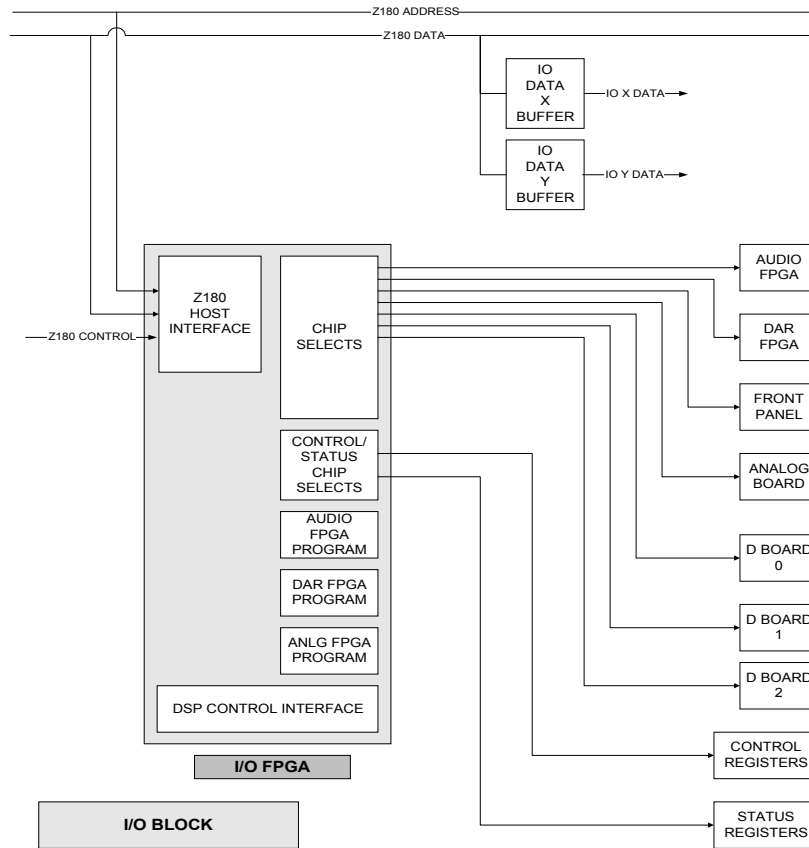 Z180 ADDRESS
Z180 DATA
IO
DATA
X
BUFFER
IO X DATA
IO
DATA
Y
BUFFER
IO Y DATA
Z180
HOST
INTERFACE
Z180 CONTROL
CHIP
SELECTS
CONTROL/
STATUS
CHIP
SELECTS
AUDIO
FPGA
PROGRAM
DAR FPGA
PROGRAM
ANLG FPGA
PROGRAM
DSP CONTROL INTERFACE
I/O FPGA
I/O BLOCK
AUDIO
FPGA
DAR
FPGA
FRONT
PANEL
ANALOG
BOARD
D BOARD
0
D BOARD
1
D BOARD
2
CONTROL
REGISTERS
STATUS
REGISTERS